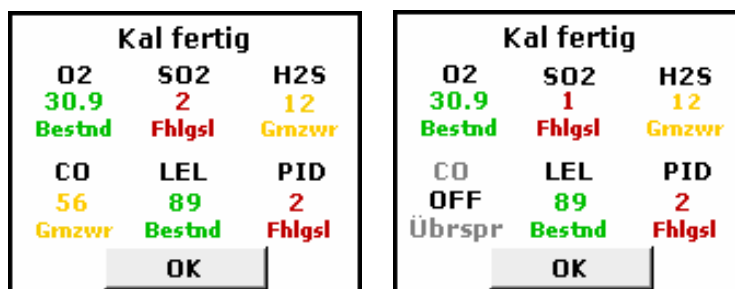 Kal fertig
O2 SO2 H2S
30.9 2 12
Bestnd Fhlgsl Grnzwr
CO LEL PID
56 89 2
Grnzwr Bestnd Fhlgsl
OK
Kal fertig
O2 SO2 H2S
30.9 1 12
Bestnd Fhlgsl Grnzwr
CO LEL PID
OFF 89 2
Übrspr Bestnd Fhlgsl
OK